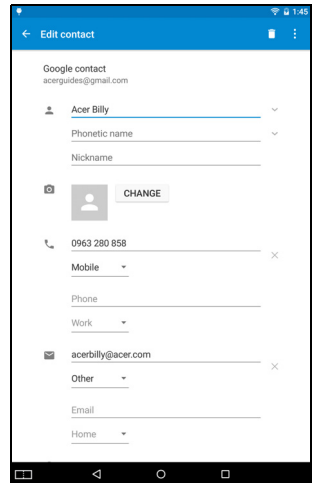 1:45
Edit contact
Google contact
acerguides@gmail.com
Acer Billy
Phonetic name
Nickname
CHANGE
0963 280 858
Mobile
Phone
Work
acerbilly@acer.com
Other
Email
Home